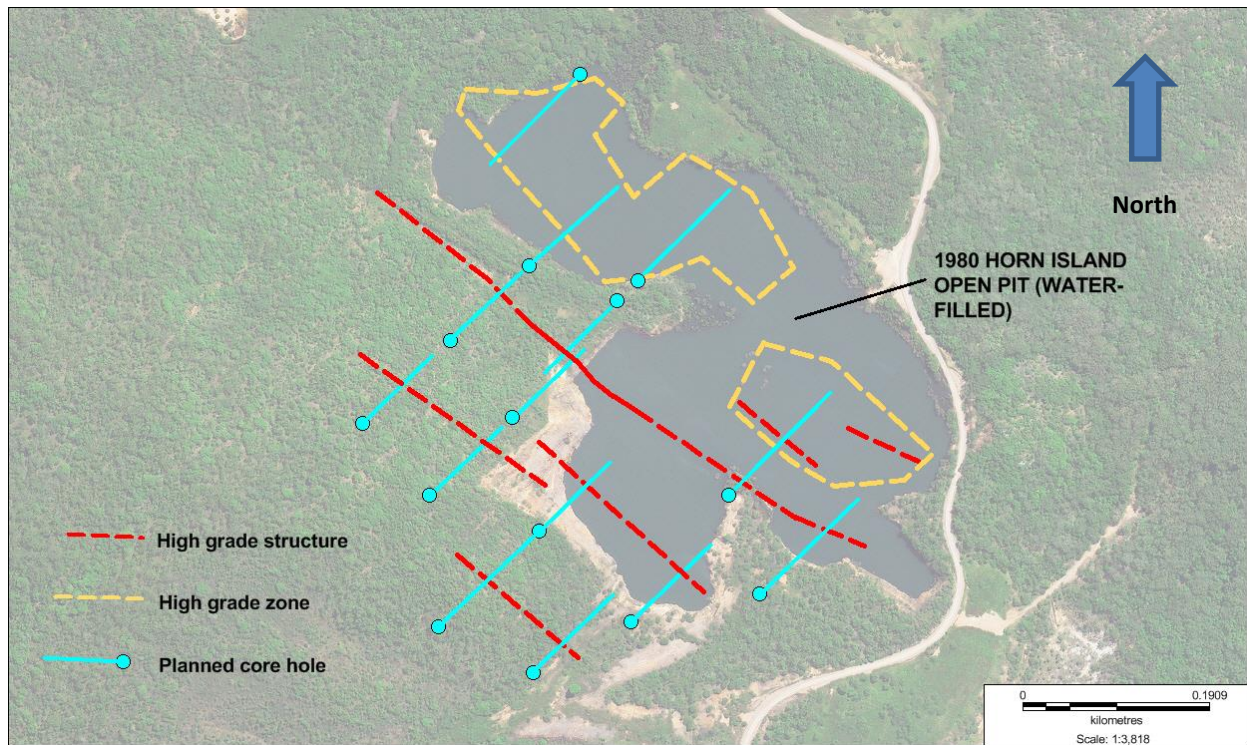 North
1980 HORN ISLAND
OPEN PIT (WATER-
FILLED)
High grade structure
High grade zone
Planned core hole
0 0.1909
kilometres
Scale: 1:3,818